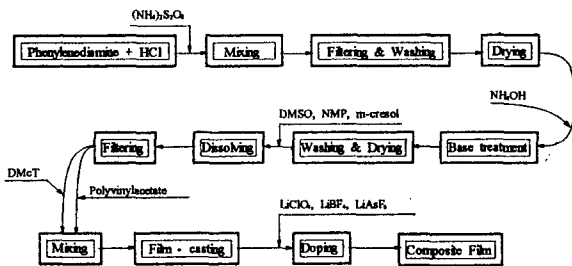 (NH₄)₂S₂O₈
Phenylenediamine + HCl
Mixing
Filtering & Washing
Drying
NH₄OH
DMSO, NMP, m-cresol
Filtering
Dissolving
Washing & Drying
Base treatment
DMcT
Polyvinylacetate
LiClO₄, LiBF₄, LiAsF₆
Mixing
Film - casting
Doping
Composite Film